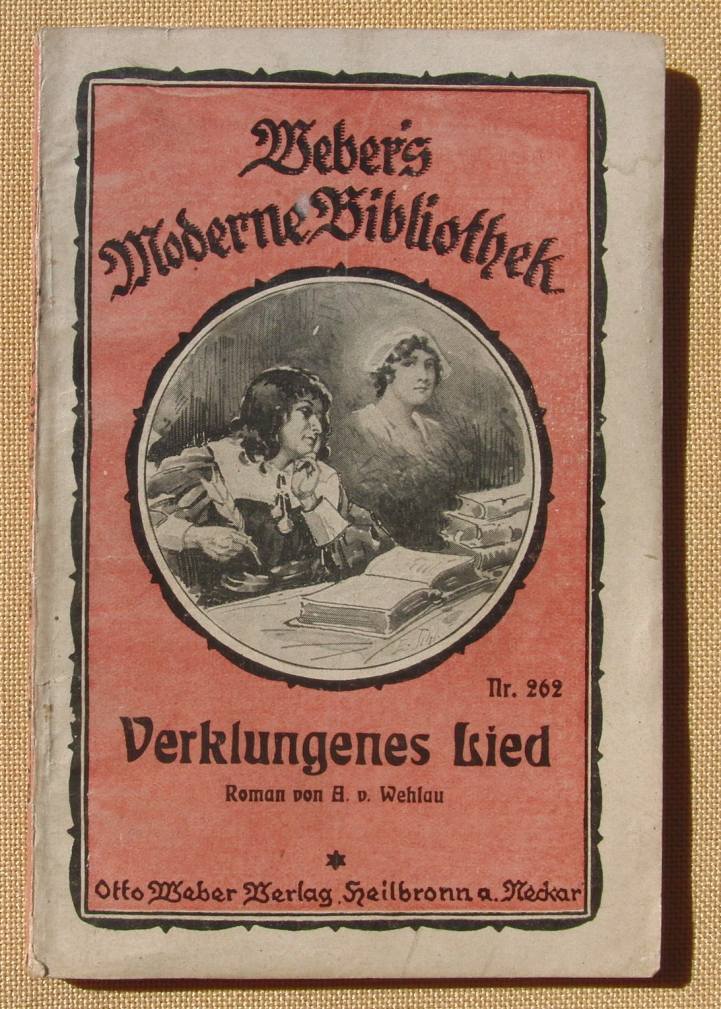 Weber's
Moderne Bibliothek
Nr. 262
Verklungenes Lied
Roman von A. v. Wehlau
Otto Weber Verlag, Heilbronn a. Neckar